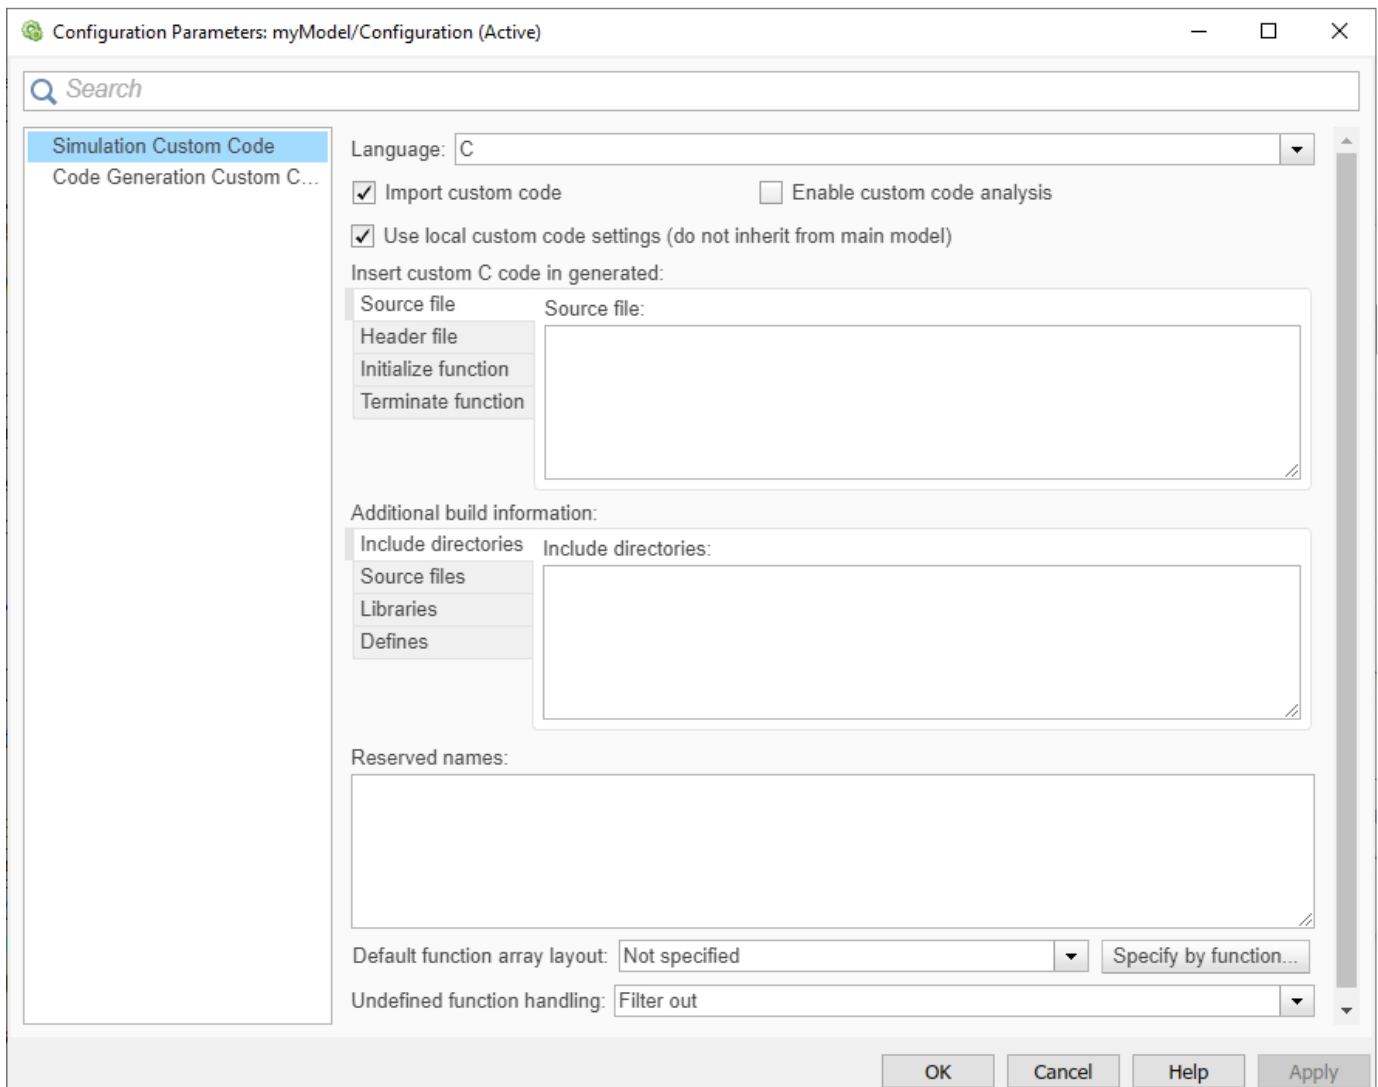 Configuration Parameters: myModel/Configuration (Active)
Search
Simulation Custom Code
Code Generation Custom C...
Language: C
Import custom code
Enable custom code analysis
Use local custom code settings (do not inherit from main model)
Insert custom C code in generated:
Source file
Header file
Initialize function
Terminate function
Source file:
Additional build information:
Include directories
Source files
Libraries
Defines
Include directories:
Reserved names:
Default function array layout: Not specified
Specify by function...
Undefined function handling: Filter out
OK
Cancel
Help
Apply